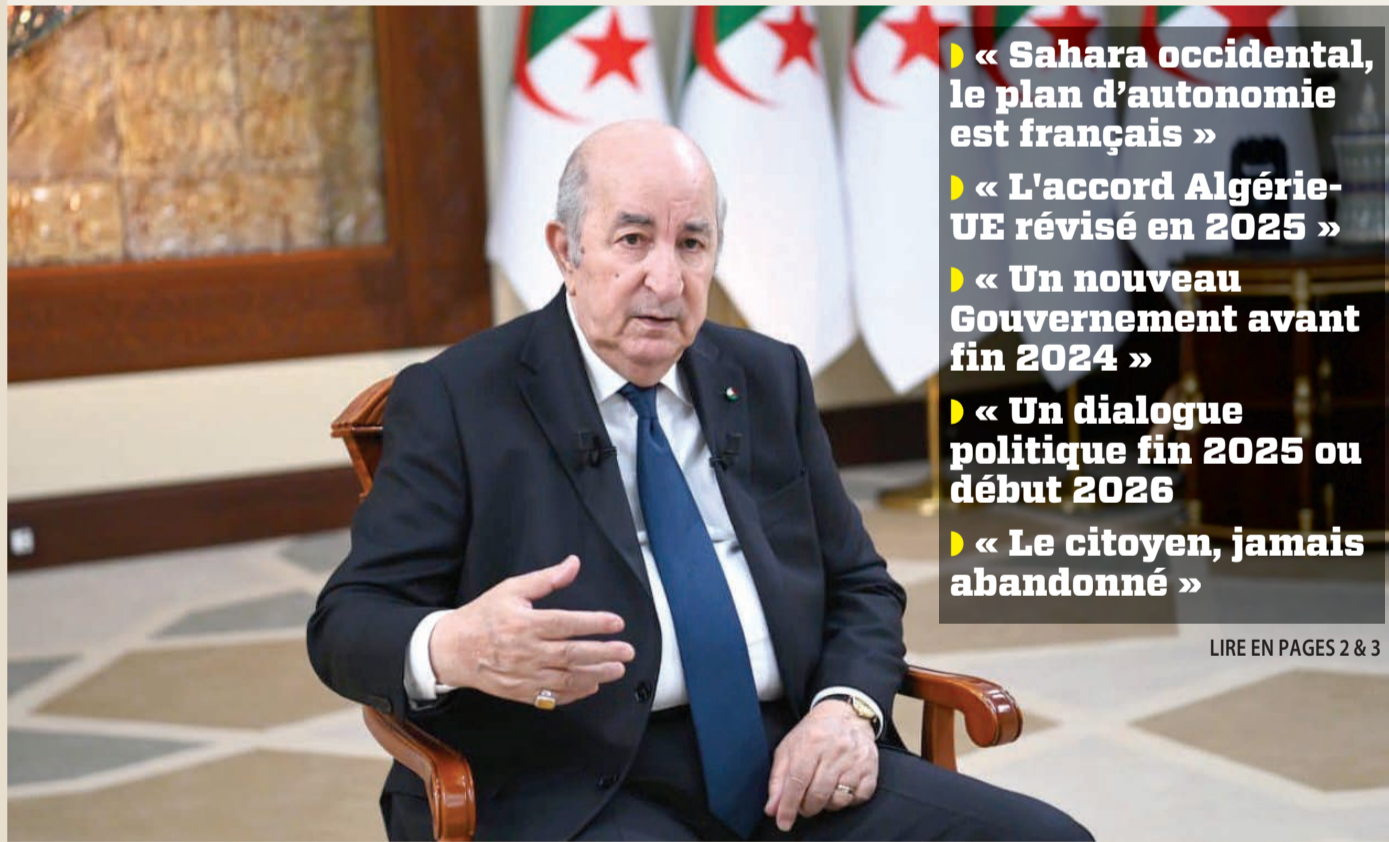 « Sahara occidental,
le plan d’autonomie
est français »
« L'accord Algérie-
UE révisé en 2025 »
« Un nouveau
Gouvernement avant
fin 2024 »
« Un dialogue
politique fin 2025 ou
début 2026
« Le citoyen, jamais
abandonné »
LIRE EN PAGES 2 & 3